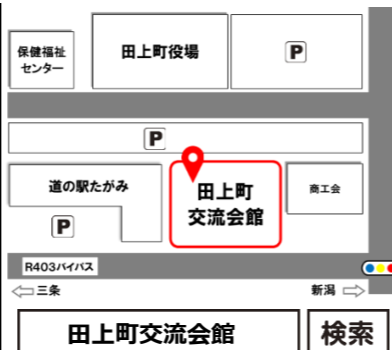 保健福祉
センター
田上町役場
P
P
道の駅たがみ
P
田上町
交流会館
商工会
R403バイパス
三条
新潟
田上町交流会館
検索